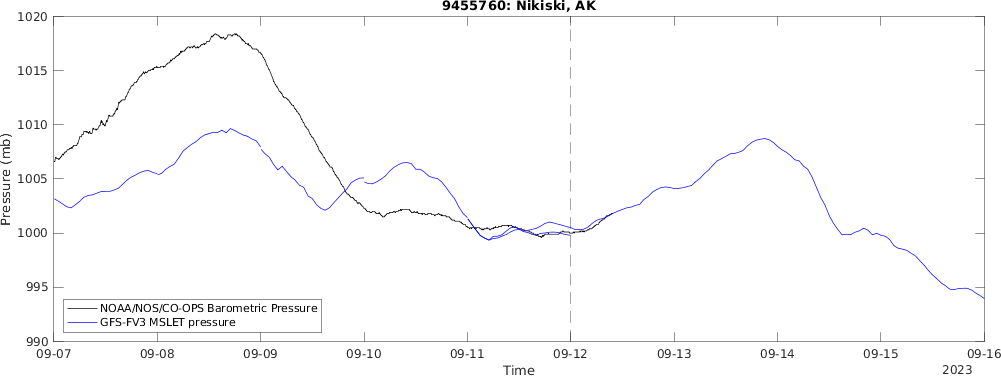 9455760: Nikiski, AK
1020
1015
1010
1005
1000
995
990
Pressure (mb)
NOAA/NOS/CO-OPS Barometric Pressure
GFS-FV3 MSLET pressure
09-07 09-08 09-09 09-10 09-11 09-12 09-13 09-14 09-15 09-16
Time
2023